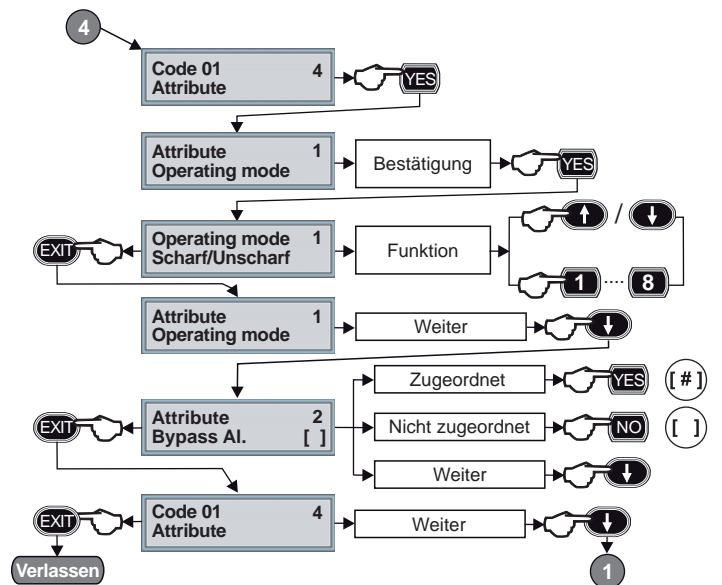 4
Code 01 4
Attribute
YES
Attribute 1
Operating mode
Bestätigung
YES
EXIT
Operating mode 1
Scharf/Unscharf
Funktion
↑ / ↓
1 .... 8
Attribute 1
Operating mode
Weiter
↓
Zugeordnet
YES
[ # ]
EXIT
Attribute 2
Bypass Al. [ ]
Nicht zugeordnet
NO
[ ]
Weiter
↓
EXIT
Code 01 4
Attribute
Weiter
↓
Verlassen
1